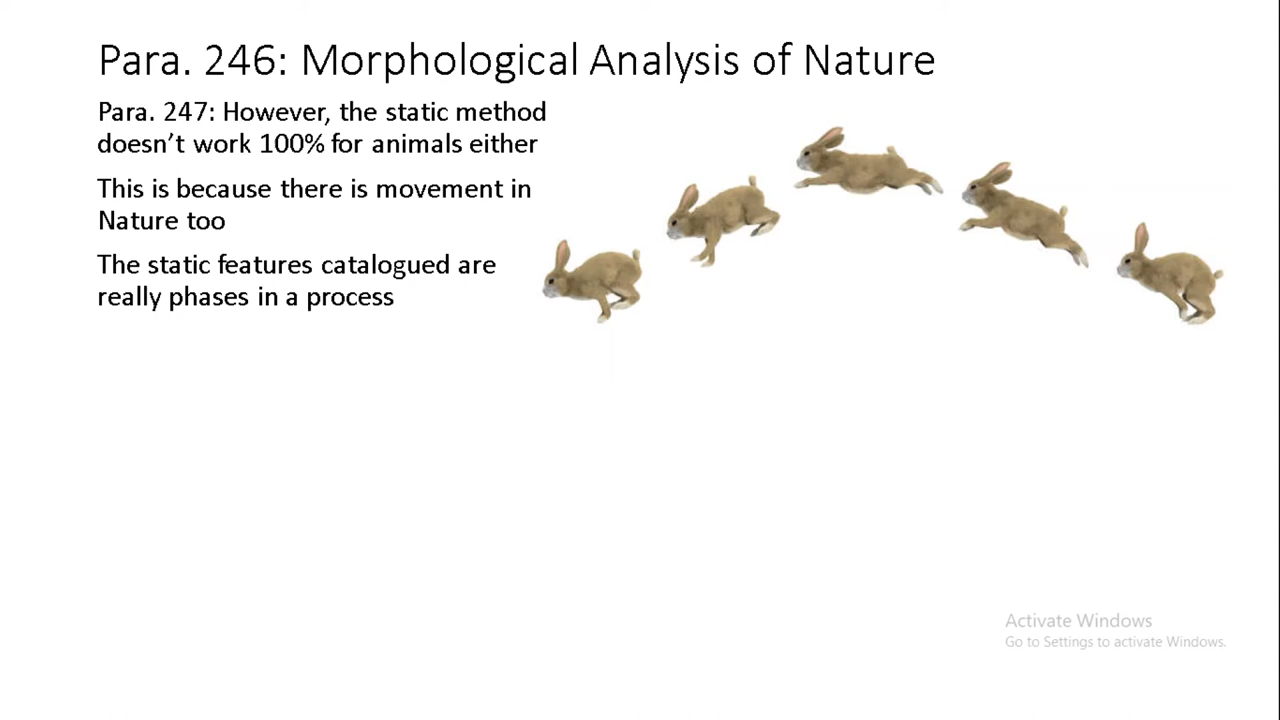 Para. 246: Morphological Analysis of Nature
Para. 247: However, the static method
doesn’t work 100% for animals either
This is because there is movement in
Nature too
The static features catalogued are
really phases in a process
Activate Windows
Go to Settings to activate Windows.